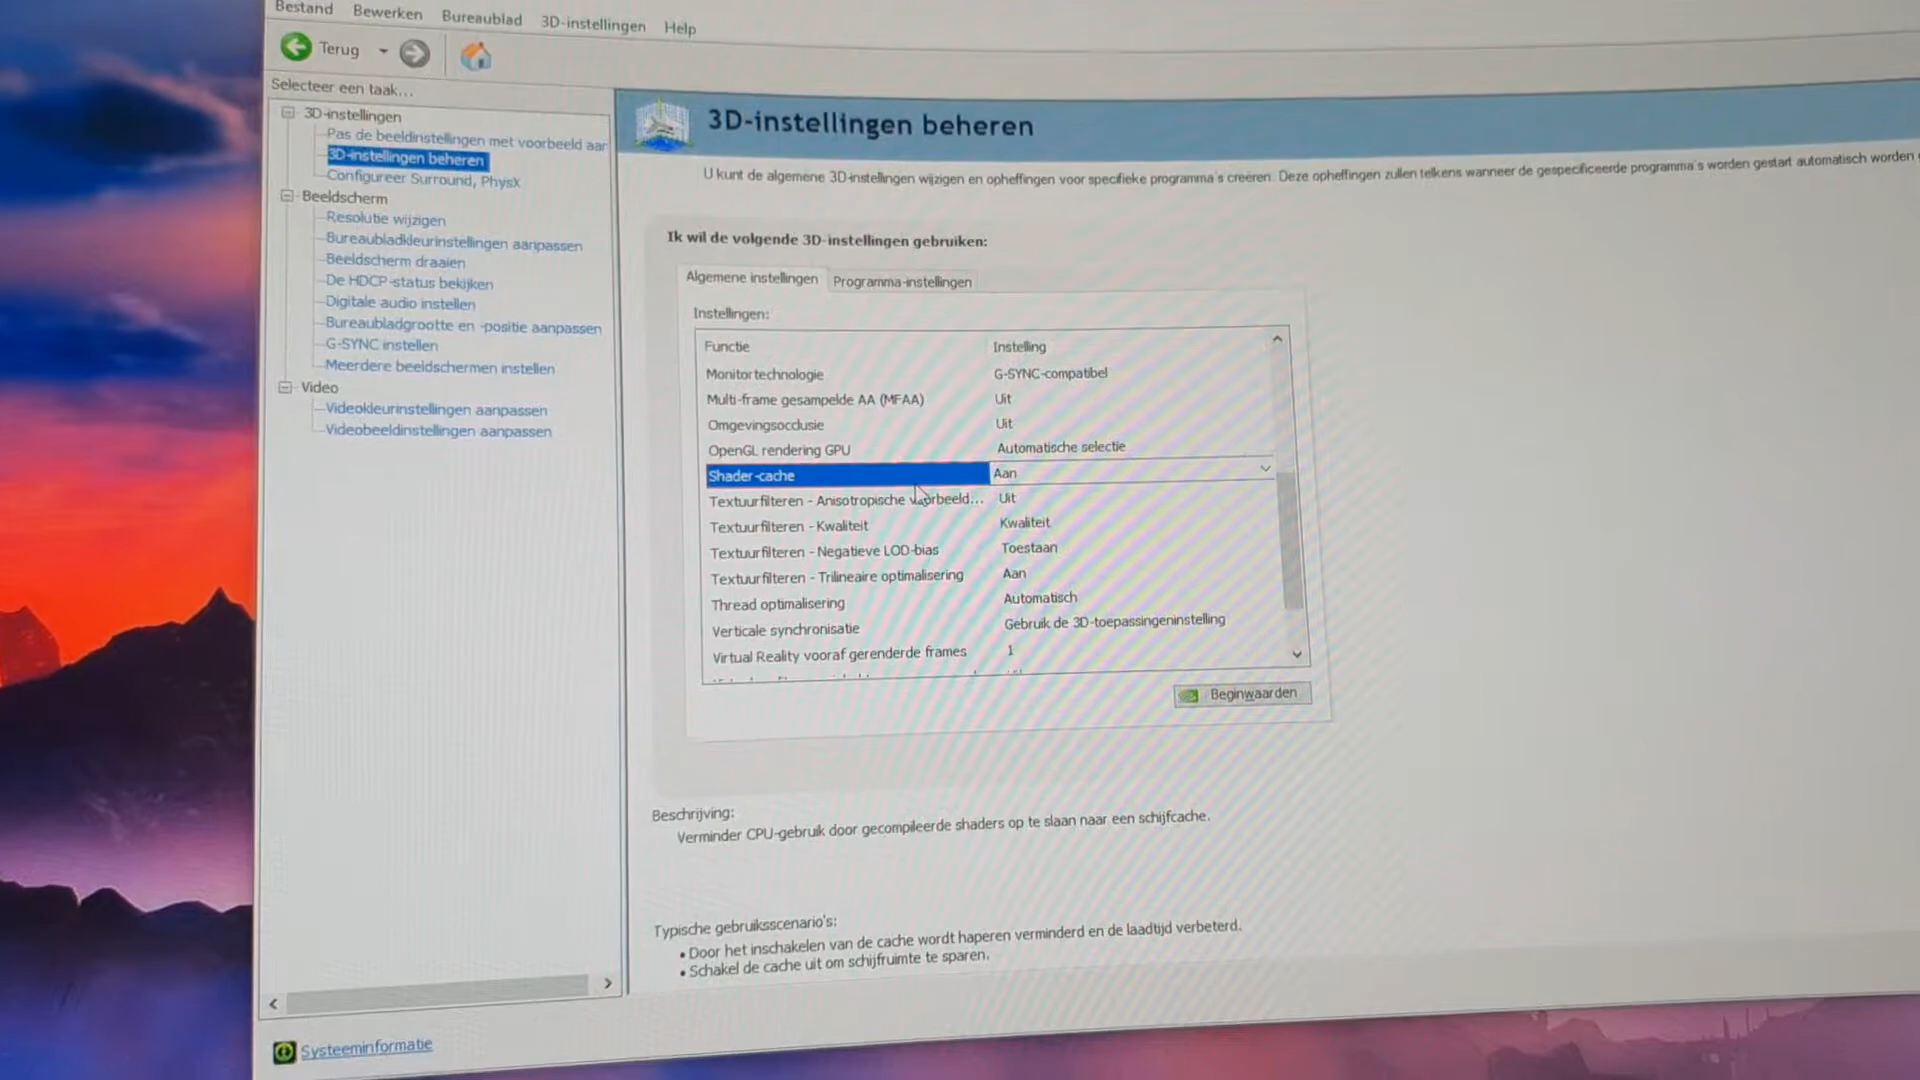 Bestand Bewerken Bureaublad 3D-instellingen Help
Terug
Selecteer een taak...
3D-instellingen
Pas de beeldinstellingen met voorbeeld aan
3D-instellingen beheren
Configureer Surround, PhysX
Beeldscherm
Resolutie wijzigen
Bureaubladkleurinstellingen aanpassen
Beeldscherm draaien
De HDCP-status bekijken
Digitale audio instellen
Bureaubladgrootte en -positie aanpassen
G-SYNC instellen
Meerdere beeldschermen instellen
Video
Videokleurinstellingen aanpassen
Videobeeldinstellingen aanpassen
Systeeminformatie
3D-instellingen beheren
U kunt de algemene 3D-instellingen wijzigen en opheffingen voor specifieke programma's creëren. Deze opheffingen zullen telkens wanneer de gespecificeerde programma's worden gestart automatisch worden
Ik wil de volgende 3D-instellingen gebruiken:
Algemene instellingen Programma-instellingen
Instellingen:
Functie Instelling
Monitortechnologie G-SYNC-compatibel
Multi-frame gesampelde AA (MFAA) Uit
Omgevingsocclusie Uit
OpenGL rendering GPU Automatische selectie
Shader-cache Aan
Textuurfilteren - Anisotropische voorbeeld... Uit
Textuurfilteren - Kwaliteit Kwaliteit
Textuurfilteren - Negatieve LOD-bias Toestaan
Textuurfilteren - Trilineaire optimalisering Aan
Thread optimalisering Automatisch
Verticale synchronisatie Gebruik de 3D-toepassingeninstelling
Virtual Reality vooraf gerenderde frames 1
Beginwaarden
Beschrijving:
Verminder CPU-gebruik door gecompileerde shaders op te slaan naar een schijfcache.
Typische gebruiksscenario's:
• Door het inschakelen van de cache wordt haperen verminderd en de laadtijd verbeterd.
• Schakel de cache uit om schijfruimte te sparen.